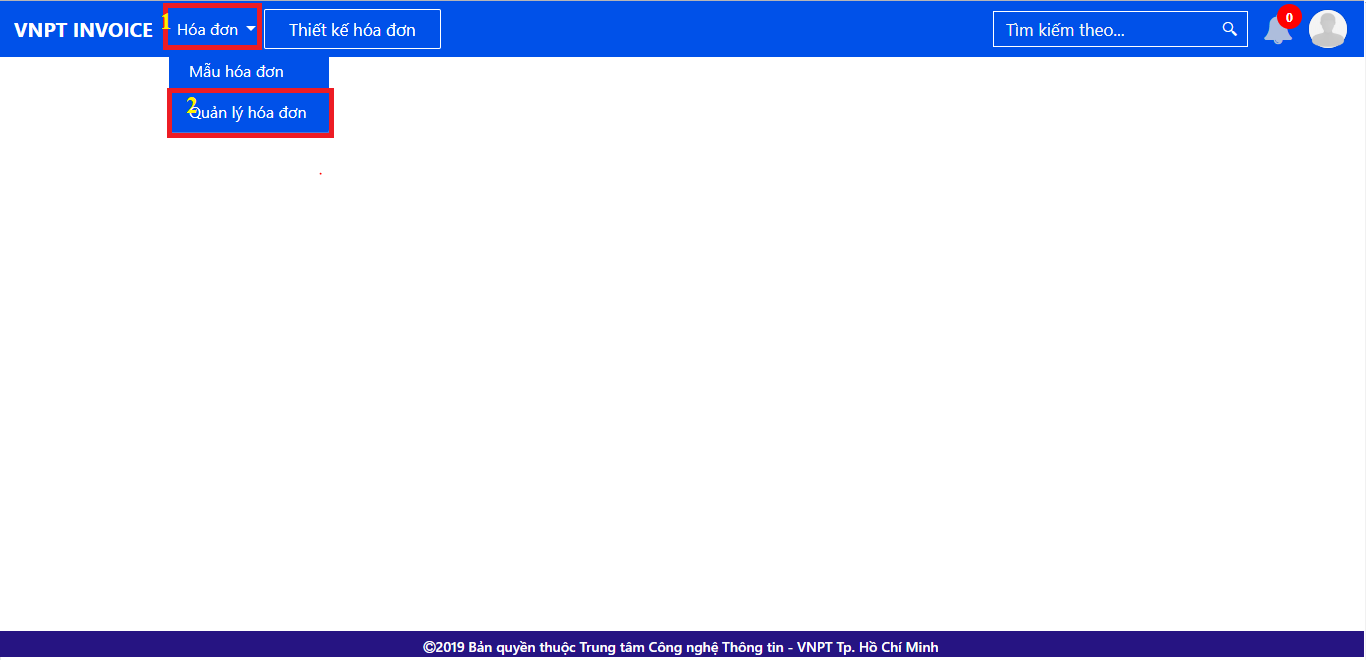 VNPT INVOICE 1 Hóa đơn Thiết kế hóa đơn Tìm kiếm theo... 0
Mẫu hóa đơn
2 Quản lý hóa đơn
©2019 Bản quyền thuộc Trung tâm Công nghệ Thông tin - VNPT Tp. Hồ Chí Minh